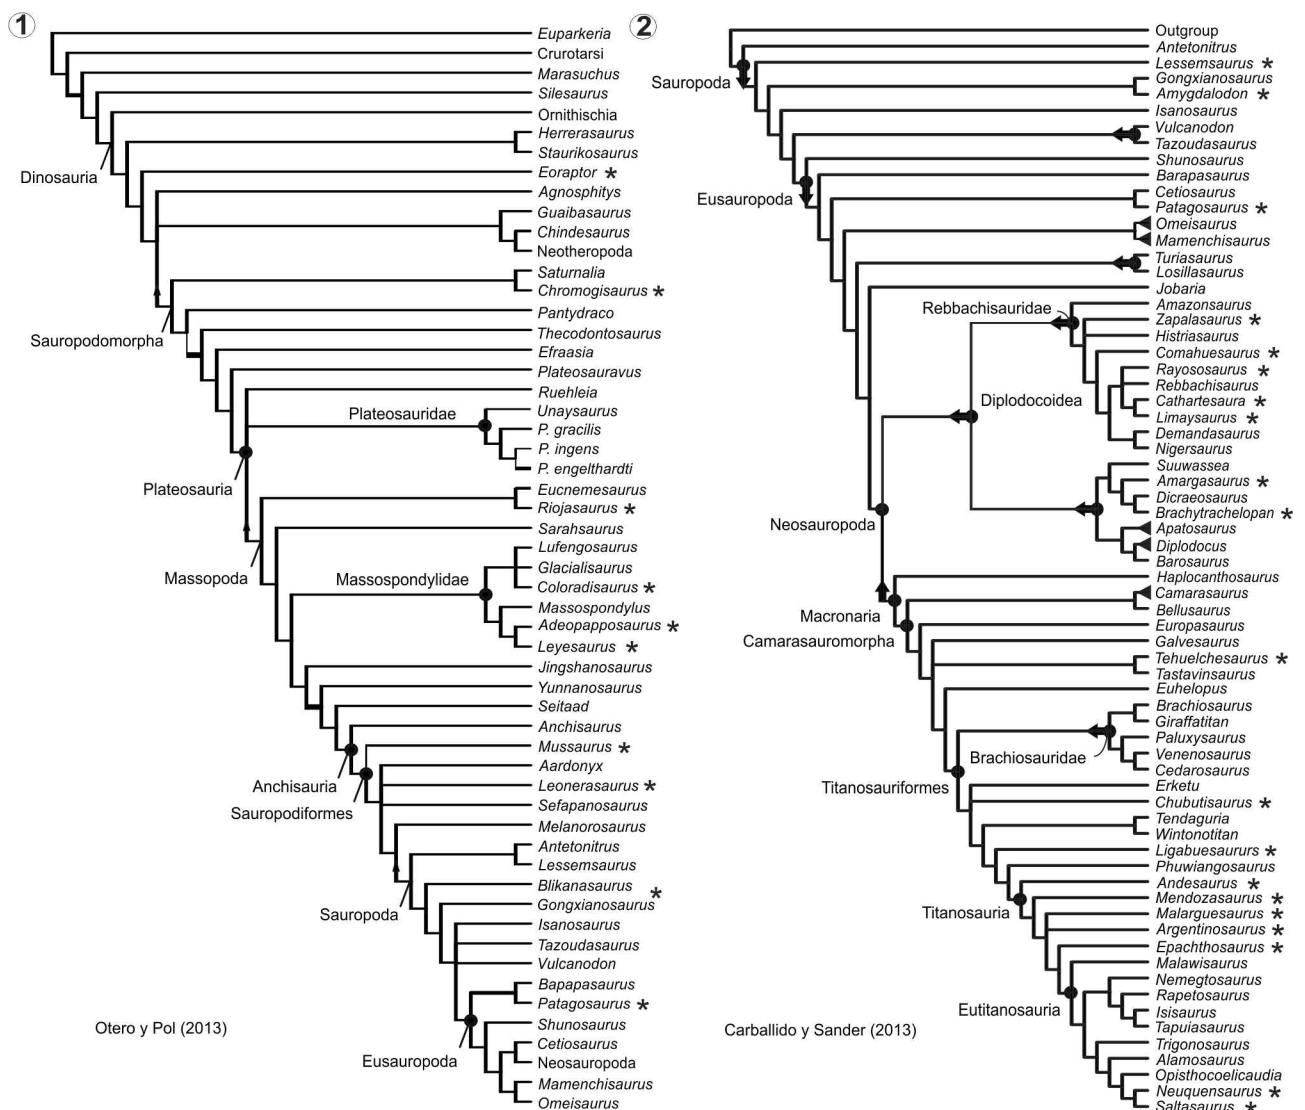 1
Euparkeria
Crurotarsi
Marasuchus
Silesaurus
Ornithischia
Herrerasaurus
Staurikosaurus
Dinosauria
Eoraptor *
Agnosphitys
Guaibasaurus
Chindesaurus
Neotheropoda
Saturnalia
Chromogisaurus *
Pantydraco
Sauropodomorpha
Thecodontosaurus
Efraasia
Plateosauravus
Ruehleia
Plateosauridae
Unaysaurus
P. gracilis
P. ingens
P. engelthardti
Plateosauria
Eucnemesaurus
Riojasaurus *
Sarahsaurus
Lufengosaurus
Glacialisaurus
Massopoda
Massospondylidae
Coloradisaurus *
Massospondylus
Adeopapposaurus *
Leyesaurus *
Jingshanosaurus
Yunnanosaurus
Seitaad
Anchisaurus
Mussaurus *
Aardonyx
Anchisauria
Leonerasaurus *
Sefapanosaurus
Sauropodiformes
Melanorosaurus
Antetonitrus
Lessemsaurus
Blikanasaurus
*
Gongxianosaurus
Sauropoda
Isanosaurus
Tazoudasaurus
Vulcanodon
Bapapasaurus
Patagosaurus *
Shunosaurus
Otero y Pol (2013)
Cetiosaurus
Eusauropoda
Neosauropoda
Mamenchisaurus
Omeisaurus
2
Outgroup
Antetonitrus
Lessemsaurus *
Sauropoda
Gongxianosaurus
Amygdalodon *
Isanosaurus
Vulcanodon
Tazoudasaurus
Shunosaurus
Barapasaurus
Eusauropoda
Cetiosaurus
Patagosaurus *
Omeisaurus
Mamenchisaurus
Turiasaurus
Losillasaurus
Jobaria
Rebbachisauridae
Amazonsaurus
Zapalasaurus *
Histriasaurus
Comahuesaurus *
Rayososaurus *
Rebbachisaurus
Diplodocoidea
Cathartesaura *
Limaysaurus *
Demandasaurus
Nigersaurus
Suuwassea
Amargasaurus *
Dicraeosaurus
Brachytrachelopan *
Neosauropoda
Apatosaurus
Diplodocus
Barosaurus
Haplocanthosaurus
Camarasaurus
Bellusaurus
Macronaria
Europasaurus
Camarasauromorpha
Galvesaurus
Tehuelchesaurus *
Tastavinsaurus
Euhelopus
Brachiosaurus
Giraffatitan
Paluxysaurus
Brachiosauridae
Venenosaurus
Cedarosaurus
Titanosauriformes
Erketu
Chubutisaurus *
Tendaguria
Wintonotitan
Ligabuesaururs *
Phuwiangosaurus
Andesaurus *
Mendozasaurus *
Titanosauria
Malarguesaurus *
Argentinosaurus *
Epachthosaurus *
Malawisaurus
Nemegtosaurus
Rapetosaurus
Eutitanosauria
Isisaurus
Tapuiasaurus
Carballido y Sander (2013)
Trigonosaurus
Alamosaurus
Opisthocoelicaudia
Neuquensaurus *
Saltasaurus *